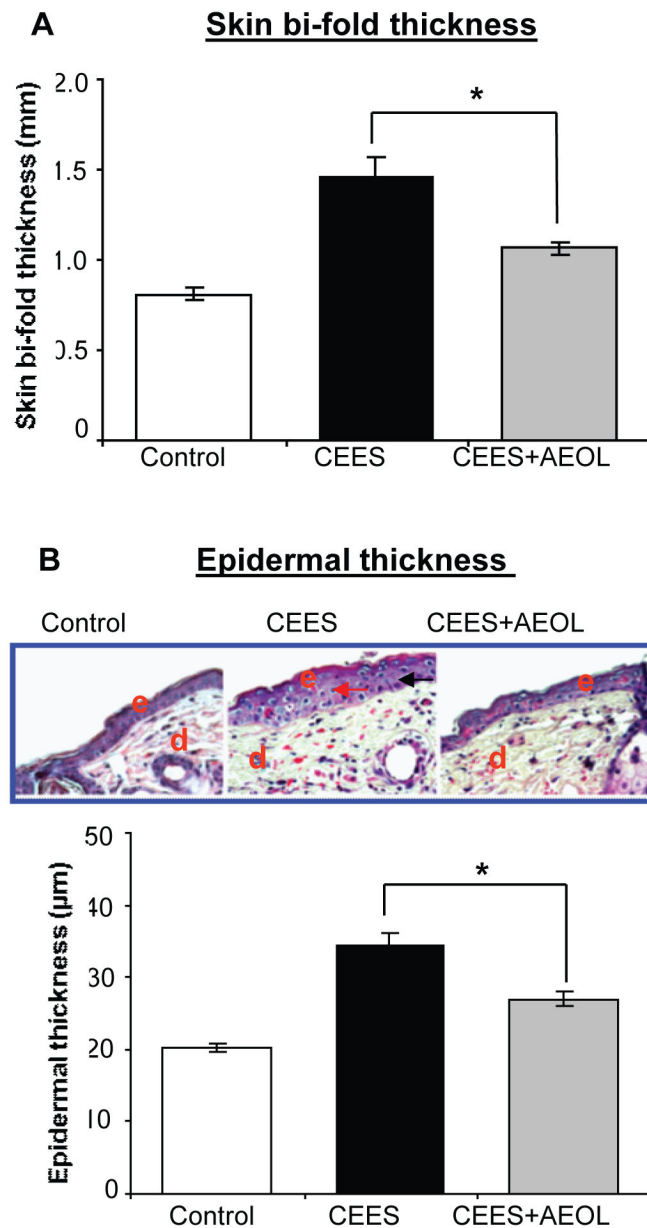 A Skin bi-fold thickness
Skin bi-fold thickness (mm)
2.0
1.5
1.0
0.5
0
*
Control CEES CEES+AEOL
B Epidermal thickness
Control CEES CEES+AEOL
e e e
d d d
Epidermal thickness (µm)
50
40
30
20
10
0
*
Control CEES CEES+AEOL